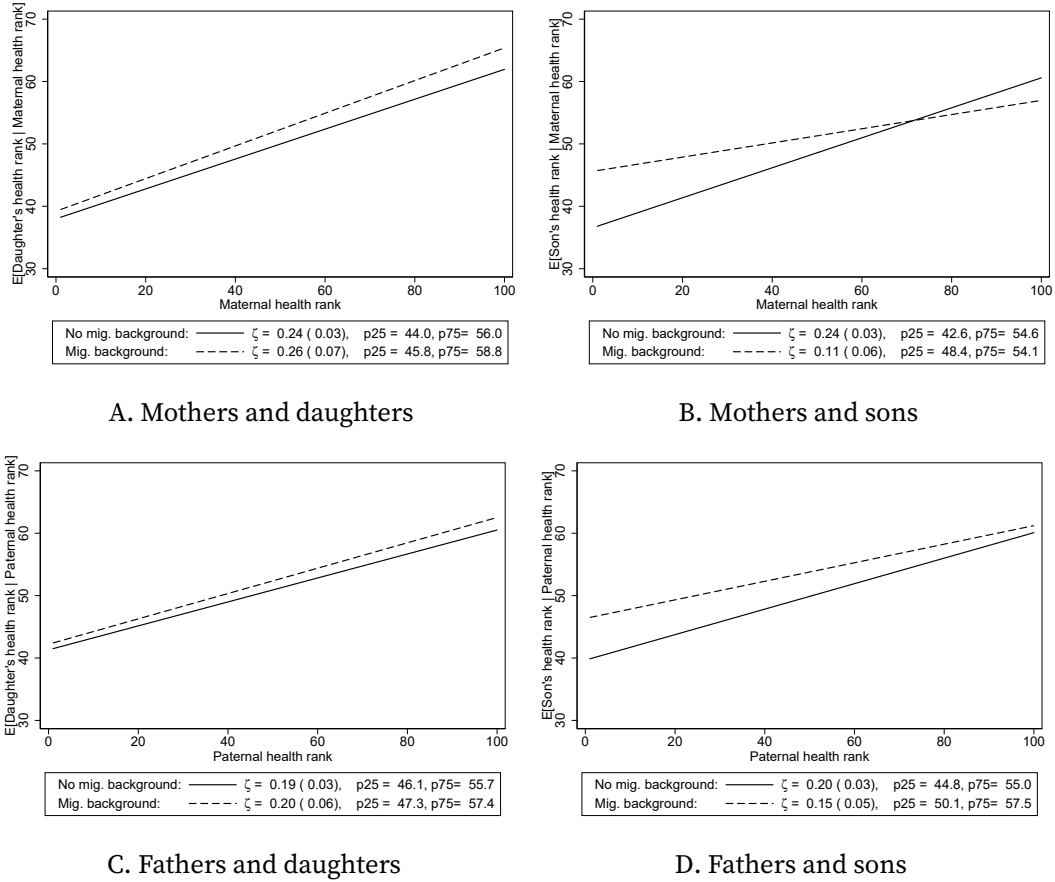 E[Daughter's health rank | Maternal health rank]
70
60
50
40
30
0 20 40 60 80 100
Maternal health rank
No mig. background: ζ = 0.24 ( 0.03), p25 = 44.0, p75= 56.0
Mig. background: ζ = 0.26 ( 0.07), p25 = 45.8, p75= 58.8
A. Mothers and daughters
E[Son's health rank | Maternal health rank]
70
60
50
40
30
0 20 40 60 80 100
Maternal health rank
No mig. background: ζ = 0.24 ( 0.03), p25 = 42.6, p75= 54.6
Mig. background: ζ = 0.11 ( 0.06), p25 = 48.4, p75= 54.1
B. Mothers and sons
E[Daughter's health rank | Paternal health rank]
70
60
50
40
30
0 20 40 60 80 100
Paternal health rank
No mig. background: ζ = 0.19 ( 0.03), p25 = 46.1, p75= 55.7
Mig. background: ζ = 0.20 ( 0.06), p25 = 47.3, p75= 57.4
C. Fathers and daughters
E[Son's health rank | Paternal health rank]
70
60
50
40
30
0 20 40 60 80 100
Paternal health rank
No mig. background: ζ = 0.20 ( 0.03), p25 = 44.8, p75= 55.0
Mig. background: ζ = 0.15 ( 0.05), p25 = 50.1, p75= 57.5
D. Fathers and sons